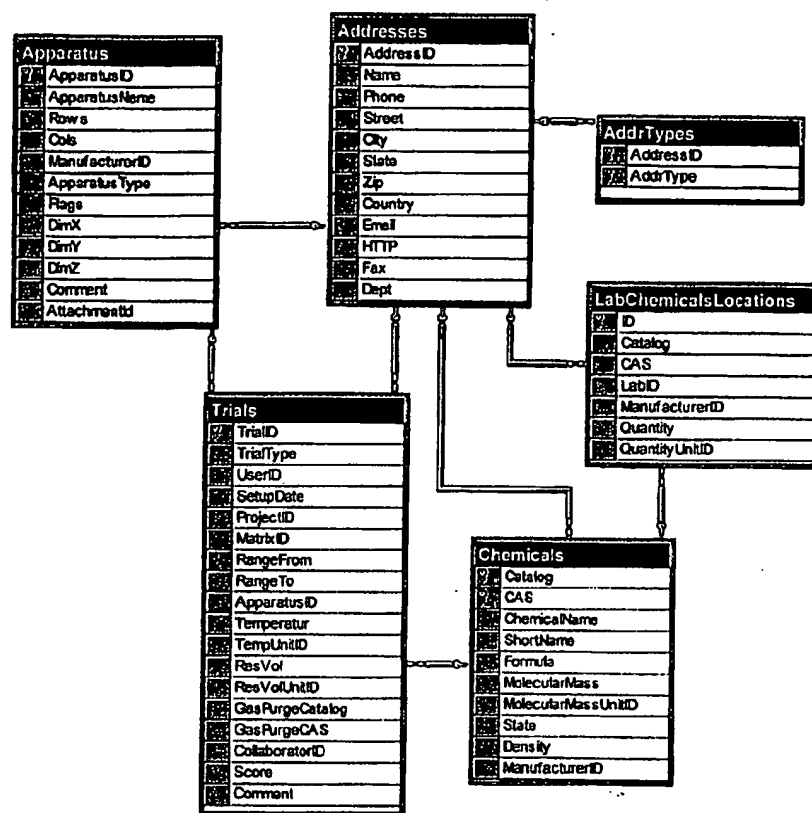 Apparatus
ApparatusID
ApparatusName
Rows
Cols
ManufacturerID
ApparatusType
Flags
DimX
DimY
DimZ
Comment
AttachmentId
Addresses
AddressID
Name
Phone
Street
City
State
Zip
Country
Email
HTTP
Fax
Dept
AddrTypes
AddressID
AddrType
LabChemicalsLocations
ID
Catalog
CAS
LabID
ManufacturerID
Quantity
QuantityUnitID
Trials
TrialID
TrialType
UserID
SetupDate
ProjectID
MatrixID
RangeFrom
RangeTo
ApparatusID
Temperatur
TempUnitID
ResVol
ResVolUnitID
GasPurgeCatalog
GasPurgeCAS
CollaboratorID
Score
Comment
Chemicals
Catalog
CAS
ChemicalName
ShortName
Formula
MolecularMass
MolecularMassUnitID
State
Density
ManufacturerID